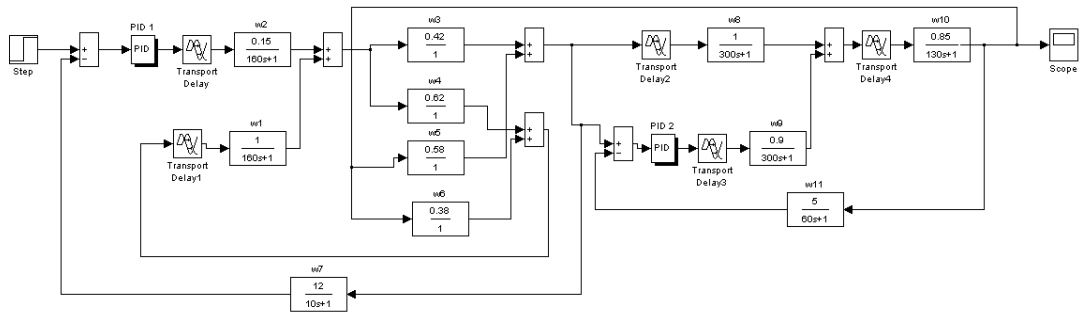 PID 1
w2
w3
w8
w10
+
−
PID
0.15
160s+1
+
+
0.42
1
+
+
1
300s+1
+
+
0.85
130s+1
Step
Transport
Delay
Transport
Delay2
Transport
Delay4
Scope
w4
0.62
1
w1
w5
w9
PID 2
1
160s+1
0.58
1
+
+
+
−
PID
0.9
300s+1
Transport
Delay1
Transport
Delay3
w6
w11
0.38
1
5
60s+1
w7
12
10s+1